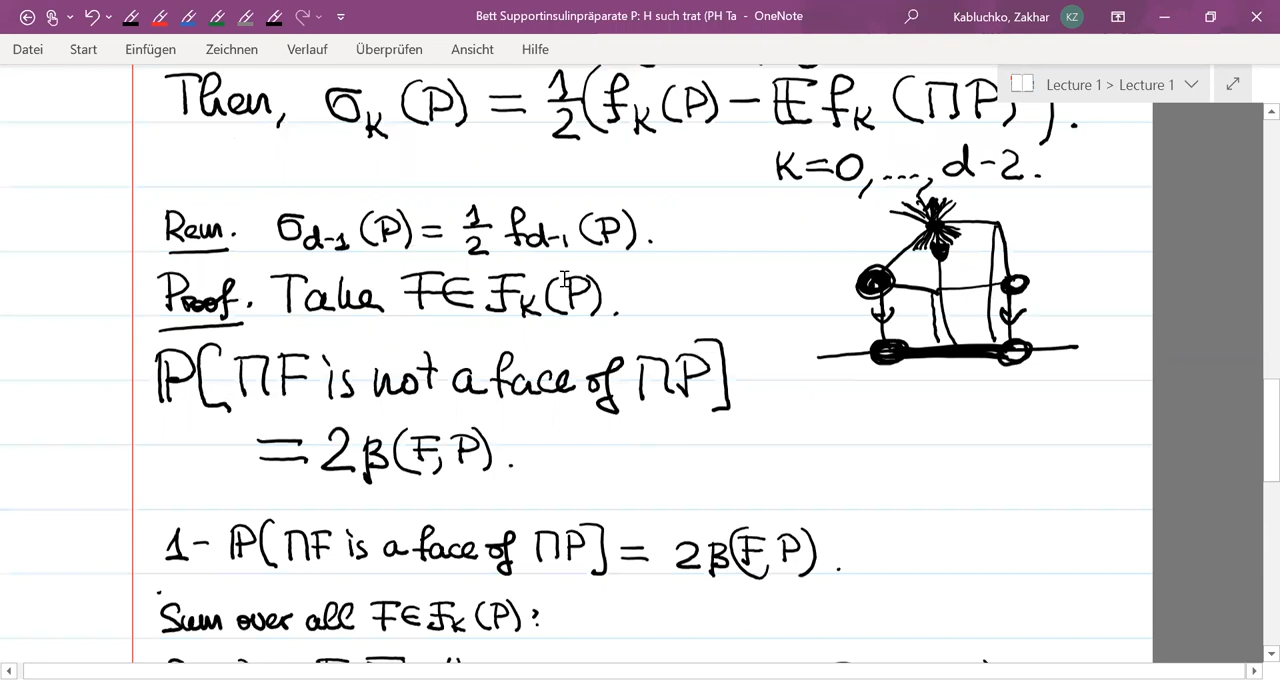 Bett Supportinsulinpräparate P: H such trat (PH Ta - OneNote
Kabluchko, Zakhar KZ
Datei Start Einfügen Zeichnen Verlauf Überprüfen Ansicht Hilfe
Lecture 1 > Lecture 1
Then, σ_k(P) = 1/2 (f_k(P) − 𝔼 f_k(ΠP)).
k=0,...,d−2.
Rem. σ_{d-1}(P) = 1/2 f_{d-1}(P).
Proof. Take F∈ℱ_k(P).
ℙ[ΠF is not a face of ΠP]
= 2β(F,P).
1− ℙ[ΠF is a face of ΠP] = 2β(F,P).
Sum over all F∈ℱ_k(P):